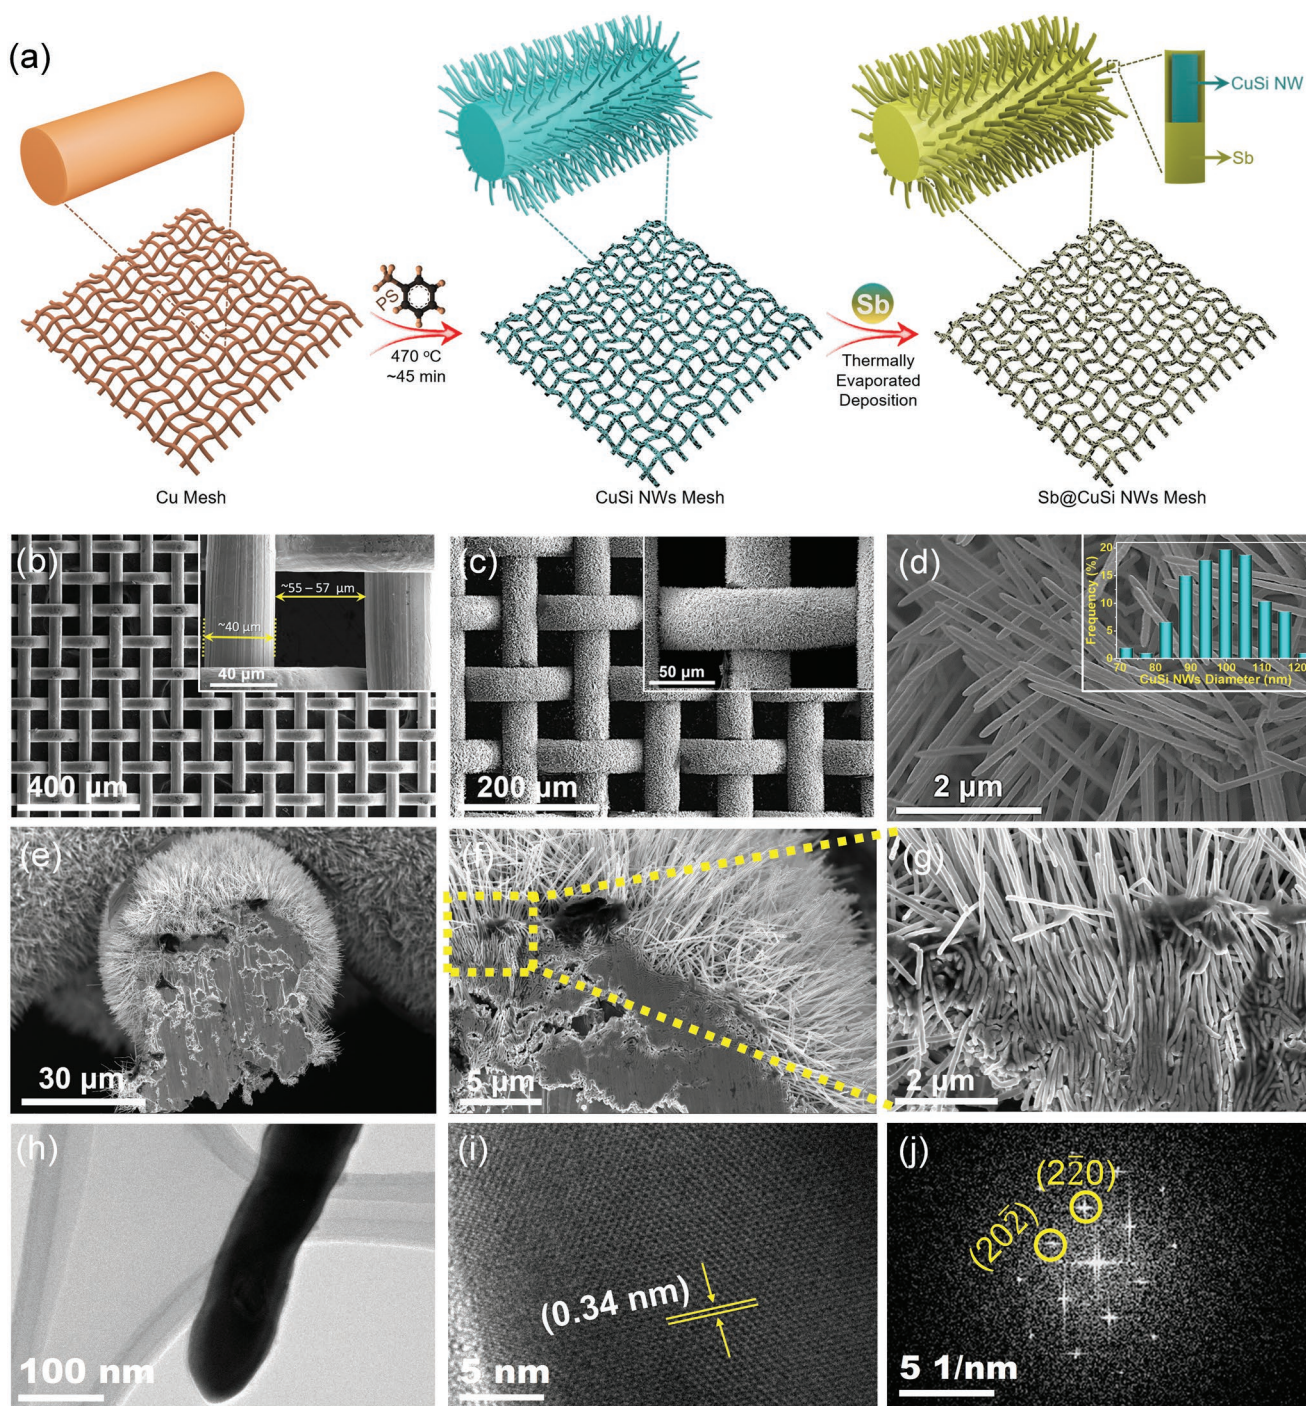 (a)
CuSi NW
Sb
PS
470 °C
~45 min
Sb
Thermally
Evaporated
Deposition
Cu Mesh
CuSi NWs Mesh
Sb@CuSi NWs Mesh
(b)
~55 – 57 μm
~40 μm
40 μm
400 μm
(c)
50 μm
200 μm
(d)
Frequency (%)
20
15
10
5
0
70 80 90 100 110 120
CuSi NWs Diameter (nm)
2 μm
(e)
30 μm
(f)
5 μm
(g)
2 μm
(h)
100 nm
(i)
(0.34 nm)
5 nm
(j)
(22̅0)
(202̅)
5 1/nm